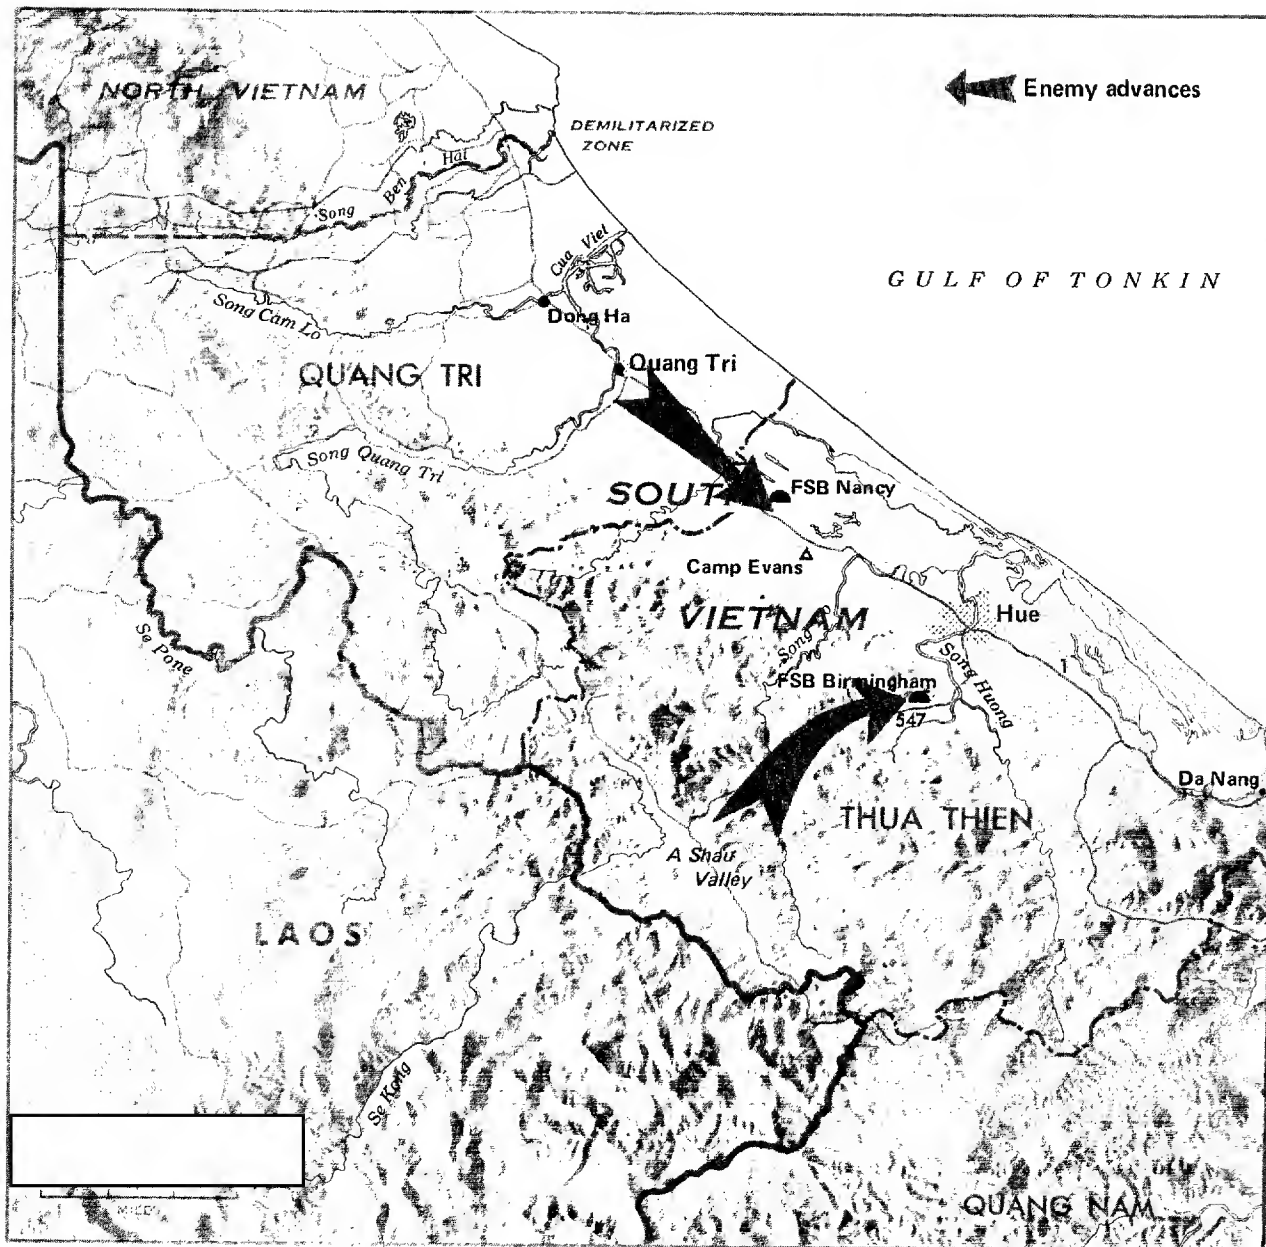 NORTH VIETNAM
Enemy advances
DEMILITARIZED
ZONE
Song Ben Hai
Cua Viet
GULF OF TONKIN
Song Cam Lo
Dong Ha
QUANG TRI
Quang Tri
Song Quang Tri
SOUTH
FSB Nancy
Camp Evans
VIETNAM
Hue
Song
Se Pone
Song Huong
1
FSB Birmingham
547
Da Nang
THUA THIEN
A Shau
Valley
LAOS
Se Kong
MILES
QUANG NAM